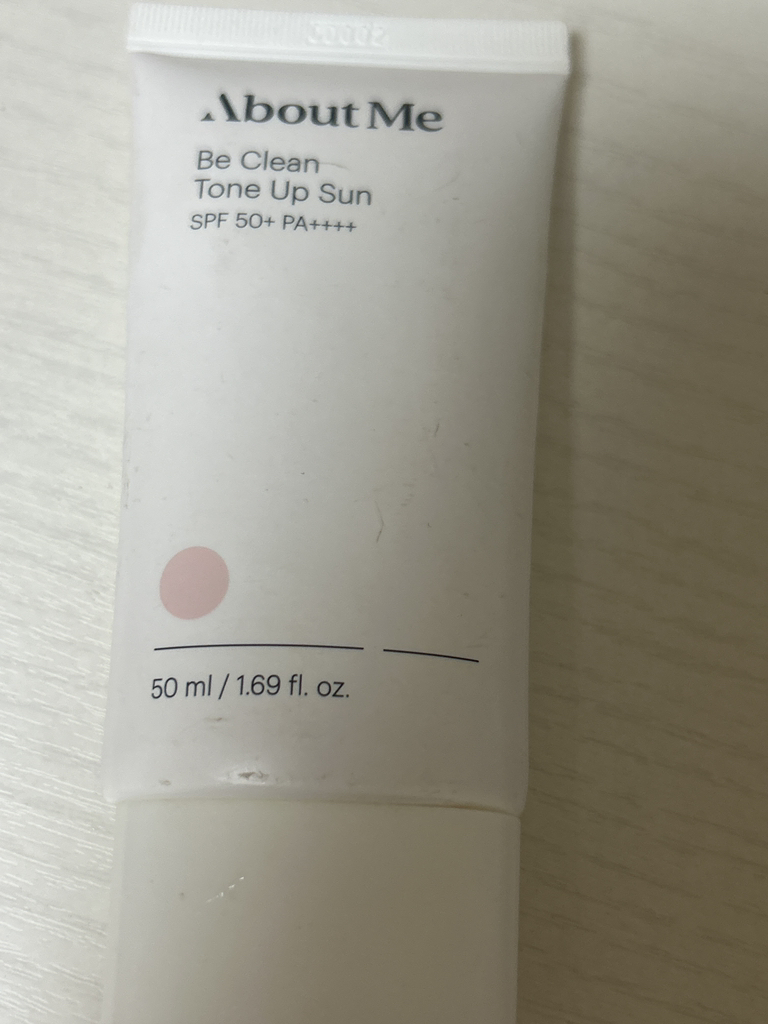 About Me
Be Clean
Tone Up Sun
SPF 50+ PA++++
50 ml / 1.69 fl. oz.